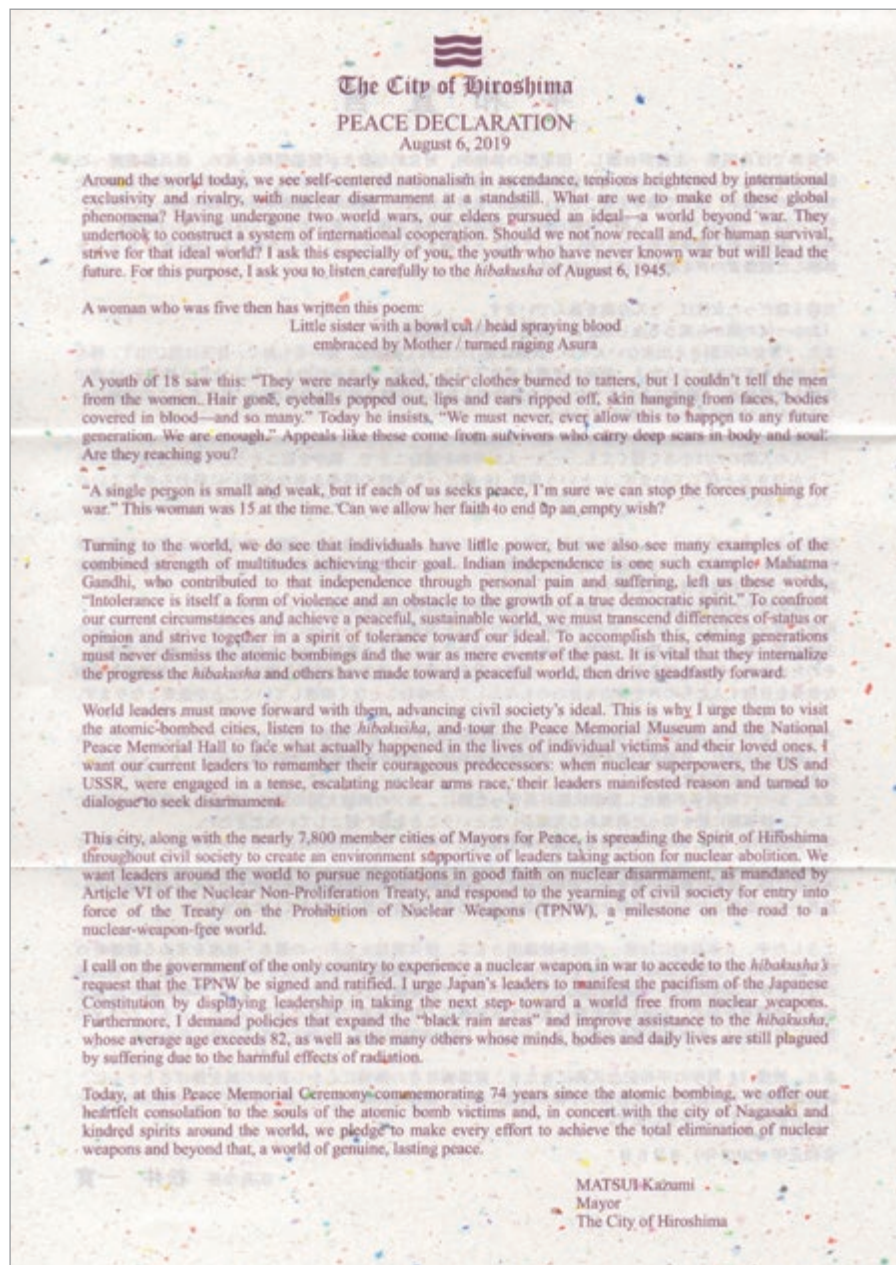 The City of Hiroshima
PEACE DECLARATION
August 6, 2019
Around the world today, we see self-centered nationalism in ascendance, tensions heightened by international
exclusivity and rivalry, with nuclear disarmament at a standstill. What are we to make of these global
phenomena? Having undergone two world wars, our elders pursued an ideal—a world beyond war. They
undertook to construct a system of international cooperation. Should we not now recall and, for human survival,
strive for that ideal world? I ask this especially of you, the youth who have never known war but will lead the
future. For this purpose, I ask you to listen carefully to the hibakusha of August 6, 1945.
A woman who was five then has written this poem:
Little sister with a bowl cut / head spraying blood
embraced by Mother / turned raging Asura
A youth of 18 saw this: “They were nearly naked, their clothes burned to tatters, but I couldn’t tell the men
from the women. Hair gone, eyeballs popped out, lips and ears ripped off, skin hanging from faces, bodies
covered in blood—and so many.” Today he insists, “We must never, ever allow this to happen to any future
generation. We are enough.” Appeals like these come from survivors who carry deep scars in body and soul.
Are they reaching you?
“A single person is small and weak, but if each of us seeks peace, I’m sure we can stop the forces pushing for
war.” This woman was 15 at the time. Can we allow her faith to end up an empty wish?
Turning to the world, we do see that individuals have little power, but we also see many examples of the
combined strength of multitudes achieving their goal. Indian independence is one such example. Mahatma
Gandhi, who contributed to that independence through personal pain and suffering, left us these words,
“Intolerance is itself a form of violence and an obstacle to the growth of a true democratic spirit.” To confront
our current circumstances and achieve a peaceful, sustainable world, we must transcend differences of status or
opinion and strive together in a spirit of tolerance toward our ideal. To accomplish this, coming generations
must never dismiss the atomic bombings and the war as mere events of the past. It is vital that they internalize
the progress the hibakusha and others have made toward a peaceful world, then drive steadfastly forward.
World leaders must move forward with them, advancing civil society’s ideal. This is why I urge them to visit
the atomic-bombed cities, listen to the hibakusha, and tour the Peace Memorial Museum and the National
Peace Memorial Hall to face what actually happened in the lives of individual victims and their loved ones. I
want our current leaders to remember their courageous predecessors: when nuclear superpowers, the US and
USSR, were engaged in a tense, escalating nuclear arms race, their leaders manifested reason and turned to
dialogue to seek disarmament.
This city, along with the nearly 7,800 member cities of Mayors for Peace, is spreading the Spirit of Hiroshima
throughout civil society to create an environment supportive of leaders taking action for nuclear abolition. We
want leaders around the world to pursue negotiations in good faith on nuclear disarmament, as mandated by
Article VI of the Nuclear Non-Proliferation Treaty, and respond to the yearning of civil society for entry into
force of the Treaty on the Prohibition of Nuclear Weapons (TPNW), a milestone on the road to a
nuclear-weapon-free world.
I call on the government of the only country to experience a nuclear weapon in war to accede to the hibakusha’s
request that the TPNW be signed and ratified. I urge Japan’s leaders to manifest the pacifism of the Japanese
Constitution by displaying leadership in taking the next step toward a world free from nuclear weapons.
Furthermore, I demand policies that expand the “black rain areas” and improve assistance to the hibakusha,
whose average age exceeds 82, as well as the many others whose minds, bodies and daily lives are still plagued
by suffering due to the harmful effects of radiation.
Today, at this Peace Memorial Ceremony commemorating 74 years since the atomic bombing, we offer our
heartfelt consolation to the souls of the atomic bomb victims and, in concert with the city of Nagasaki and
kindred spirits around the world, we pledge to make every effort to achieve the total elimination of nuclear
weapons and beyond that, a world of genuine, lasting peace.
MATSUI Kazumi
Mayor
The City of Hiroshima